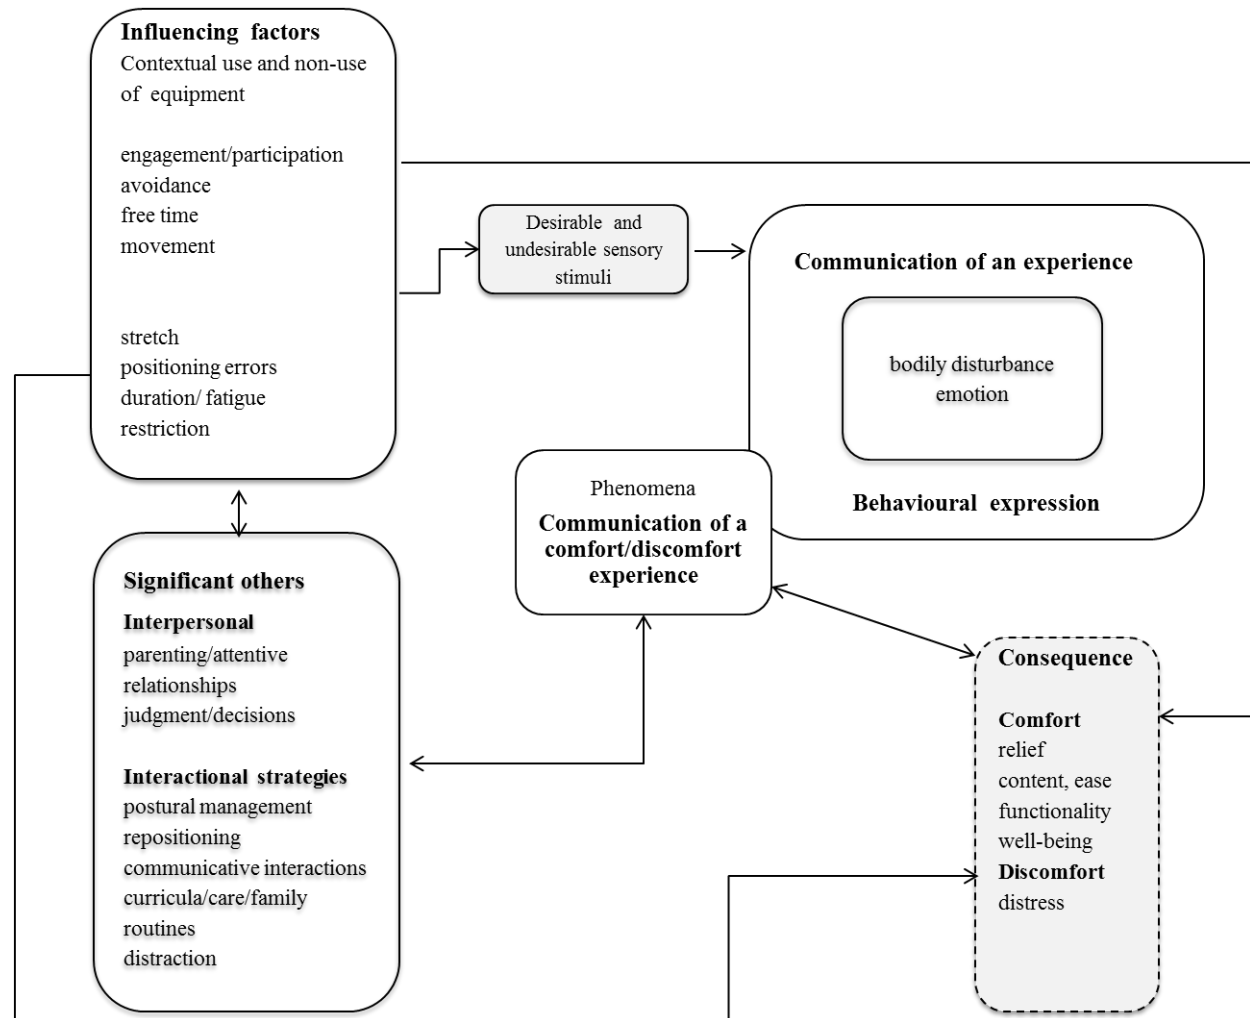 Influencing factors
Contextual use and non-use
of equipment
engagement/participation
avoidance
free time
movement
stretch
positioning errors
duration/ fatigue
restriction
Desirable and
undesirable sensory
stimuli
Communication of an experience
bodily disturbance
emotion
Behavioural expression
Phenomena
Communication of a
comfort/discomfort
experience
Significant others
Interpersonal
parenting/attentive
relationships
judgment/decisions
Interactional strategies
postural management
repositioning
communicative interactions
curricula/care/family
routines
distraction
Consequence
Comfort
relief
content, ease
functionality
well-being
Discomfort
distress